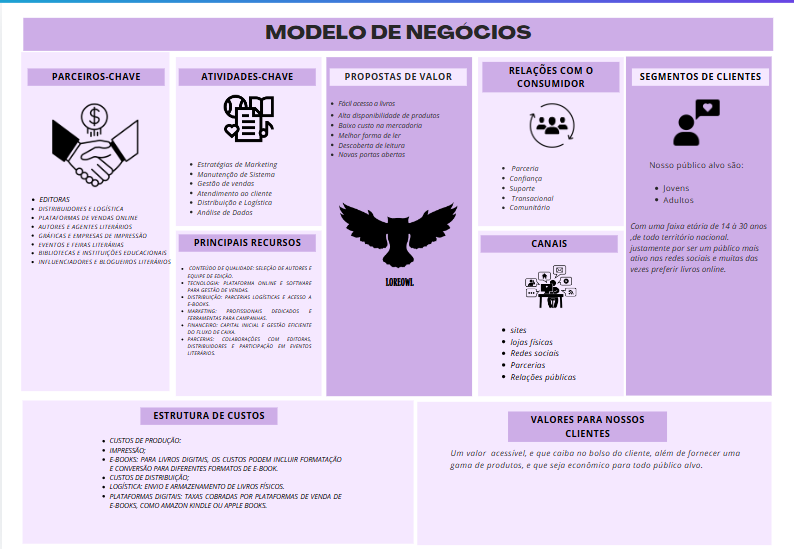 MODELO DE NEGÓCIOS
PARCEIROS-CHAVE
EDITORAS
DISTRIBUIDORES E LOGÍSTICA
PLATAFORMAS DE VENDAS ONLINE
AUTORES E AGENTES LITERÁRIOS
GRÁFICAS E EMPRESAS DE IMPRESSÃO
EVENTOS E FEIRAS LITERÁRIAS
BIBLIOTECAS E INSTITUIÇÕES EDUCACIONAIS
INFLUENCIADORES E BLOGUEIROS LITERÁRIOS
ATIVIDADES-CHAVE
Estratégias de Marketing
Manutenção de Sistema
Gestão de vendas
Atendimento ao cliente
Distribuição e Logística
Análise de Dados
PRINCIPAIS RECURSOS
CONTEÚDO DE QUALIDADE: SELEÇÃO DE AUTORES E
EQUIPE DE EDIÇÃO.
TECNOLOGIA: PLATAFORMA ONLINE E SOFTWARE
PARA GESTÃO DE VENDAS.
DISTRIBUIÇÃO: PARCERIAS LOGÍSTICAS E ACESSO A
E-BOOKS.
MARKETING: PROFISSIONAIS DEDICADOS E
FERRAMENTAS PARA CAMPANHAS.
FINANCEIRO: CAPITAL INICIAL E GESTÃO EFICIENTE
DO FLUXO DE CAIXA.
PARCERIAS: COLABORAÇÕES COM EDITORAS,
DISTRIBUIDORES E PARTICIPAÇÃO EM EVENTOS
LITERÁRIOS.
PROPOSTAS DE VALOR
Fácil acesso a livros
Alta disponibilidade de produtos
Baixo custo na mercadoria
Melhor forma de ler
Descoberta de leitura
Novas portas abertas
LOREOWL
RELAÇÕES COM O
CONSUMIDOR
Parceria
Confiança
Suporte
Transacional
Comunitário
CANAIS
sites
lojas físicas
Redes sociais
Parcerias
Relações públicas
SEGMENTOS DE CLIENTES
Nosso público alvo são:
Jovens
Adultos
Com uma faixa etária de 14 à 30 anos
,de todo território nacional.
justamente por ser um público mais
ativo nas redes sociais e muitas das
vezes preferir livros online.
ESTRUTURA DE CUSTOS
CUSTOS DE PRODUÇÃO:
IMPRESSÃO;
E-BOOKS: PARA LIVROS DIGITAIS, OS CUSTOS PODEM INCLUIR FORMATAÇÃO
E CONVERSÃO PARA DIFERENTES FORMATOS DE E-BOOK.
CUSTOS DE DISTRIBUIÇÃO;
LOGÍSTICA: ENVIO E ARMAZENAMENTO DE LIVROS FÍSICOS.
PLATAFORMAS DIGITAIS: TAXAS COBRADAS POR PLATAFORMAS DE VENDA DE
E-BOOKS, COMO AMAZON KINDLE OU APPLE BOOKS.
VALORES PARA NOSSOS
CLIENTES
Um valor acessível, e que caiba no bolso do cliente, além de fornecer uma
gama de produtos, e que seja econômico para todo público alvo.